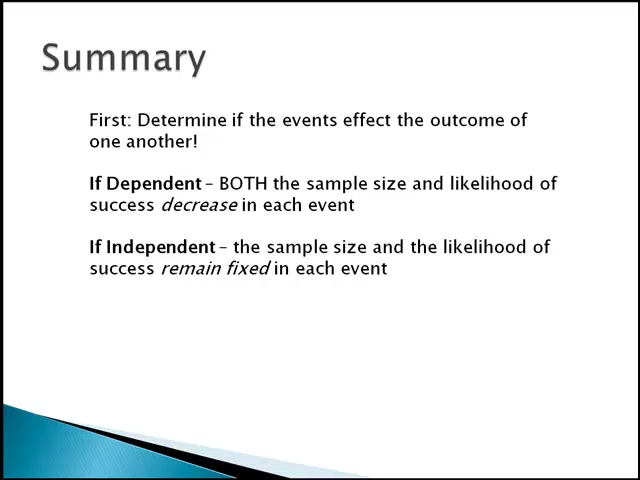 Summary
First: Determine if the events effect the outcome of
one another!
If Dependent – BOTH the sample size and likelihood of
success decrease in each event
If Independent – the sample size and the likelihood of
success remain fixed in each event